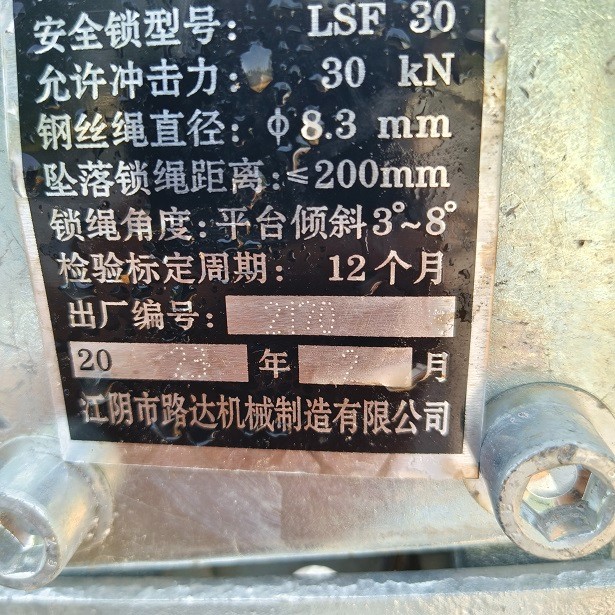 安全锁型号: LSF 30
允许冲击力: 30 kN
钢丝绳直径: φ8.3 mm
坠落锁绳距离:≤200mm
锁绳角度:平台倾斜3°~8°
检验标定周期: 12个月
出厂编号:
20 年 月
江阴市路达机械制造有限公司